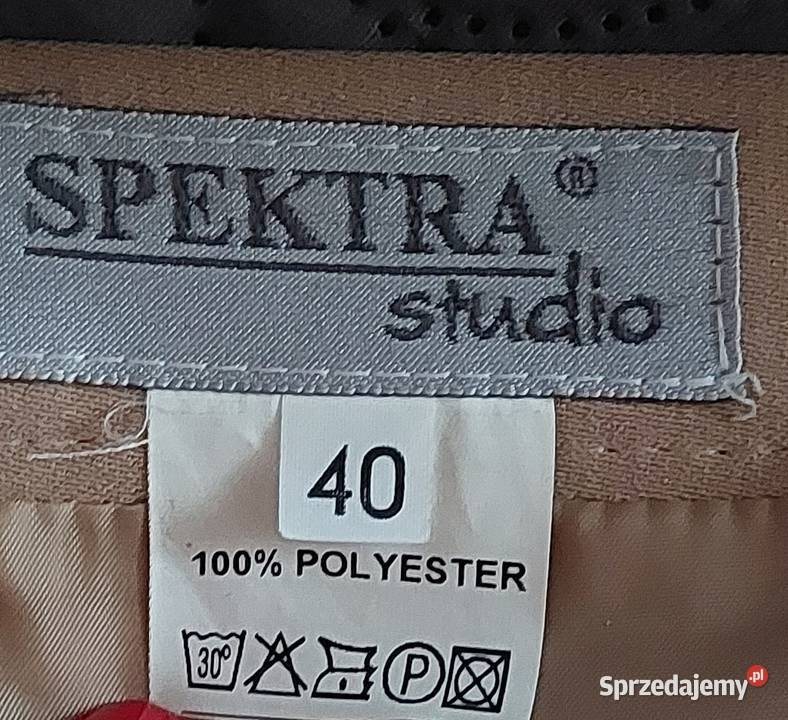 SPEKTRA®
studio
40
100% POLYESTER
30° P
Sprzedajemy.pl